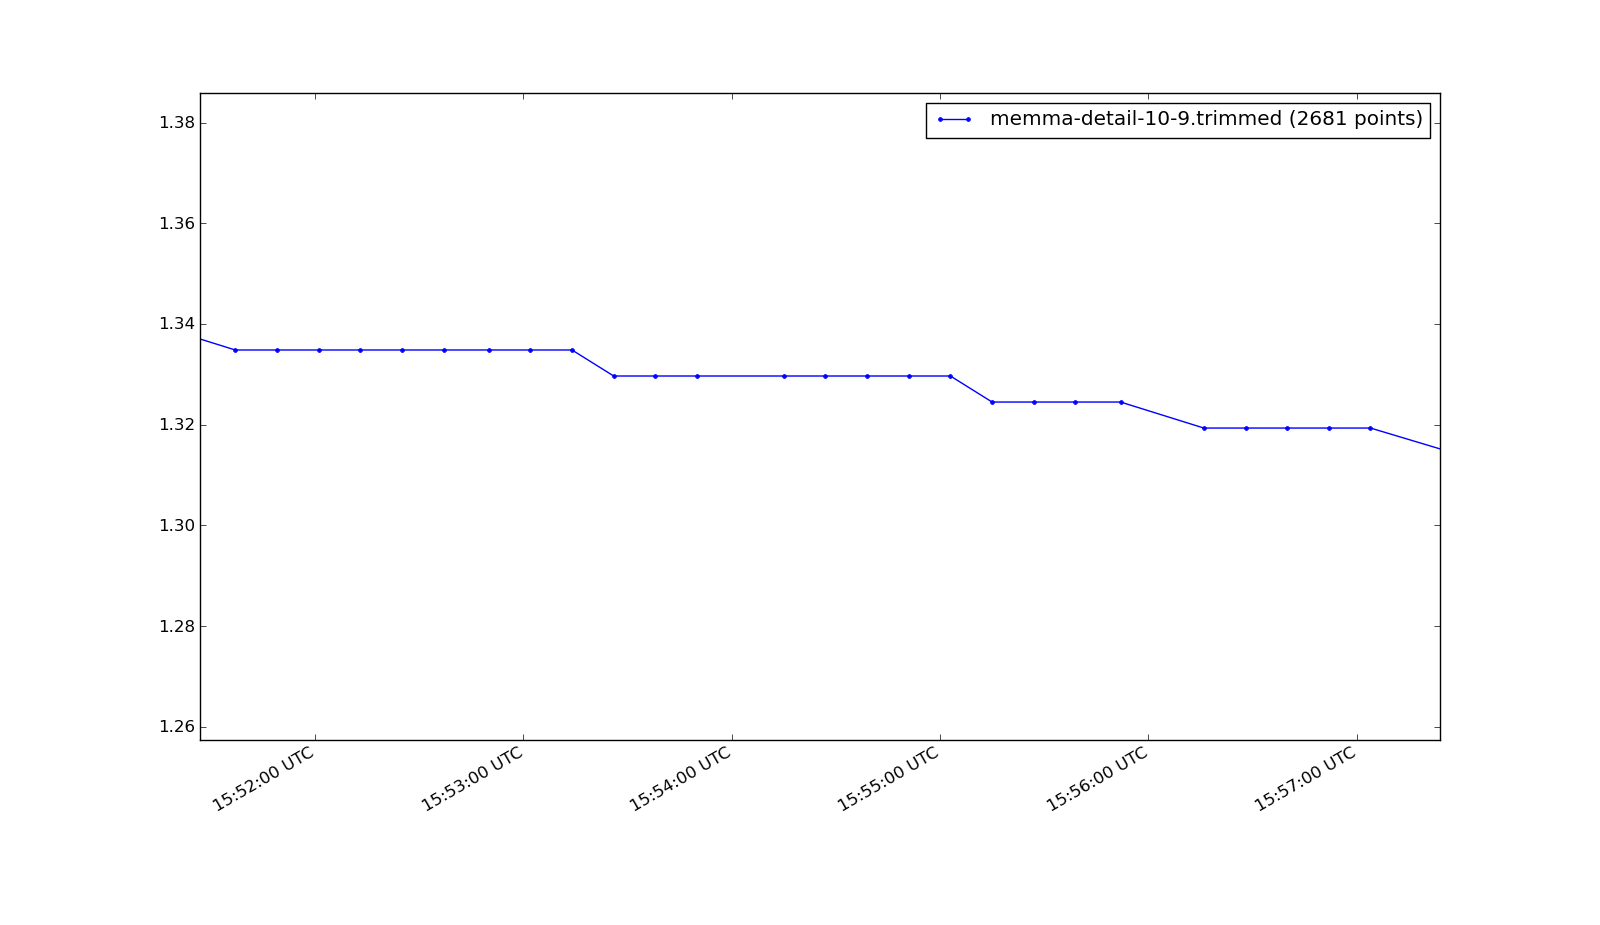 memma-detail-10-9.trimmed (2681 points)
1.38
1.36
1.34
1.32
1.30
1.28
1.26
15:52:00 UTC
15:53:00 UTC
15:54:00 UTC
15:55:00 UTC
15:56:00 UTC
15:57:00 UTC